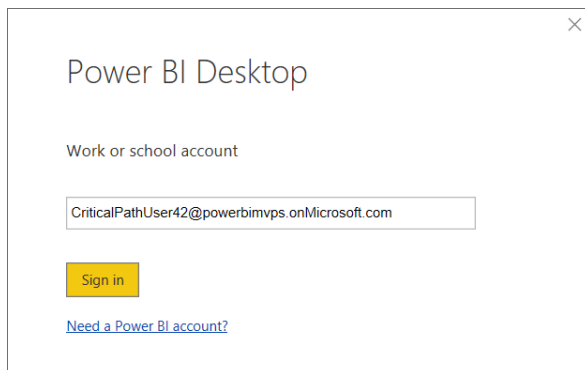 Power BI Desktop
Work or school account
CriticalPathUser42@powerbimvps.onMicrosoft.com
Sign in
Need a Power BI account?